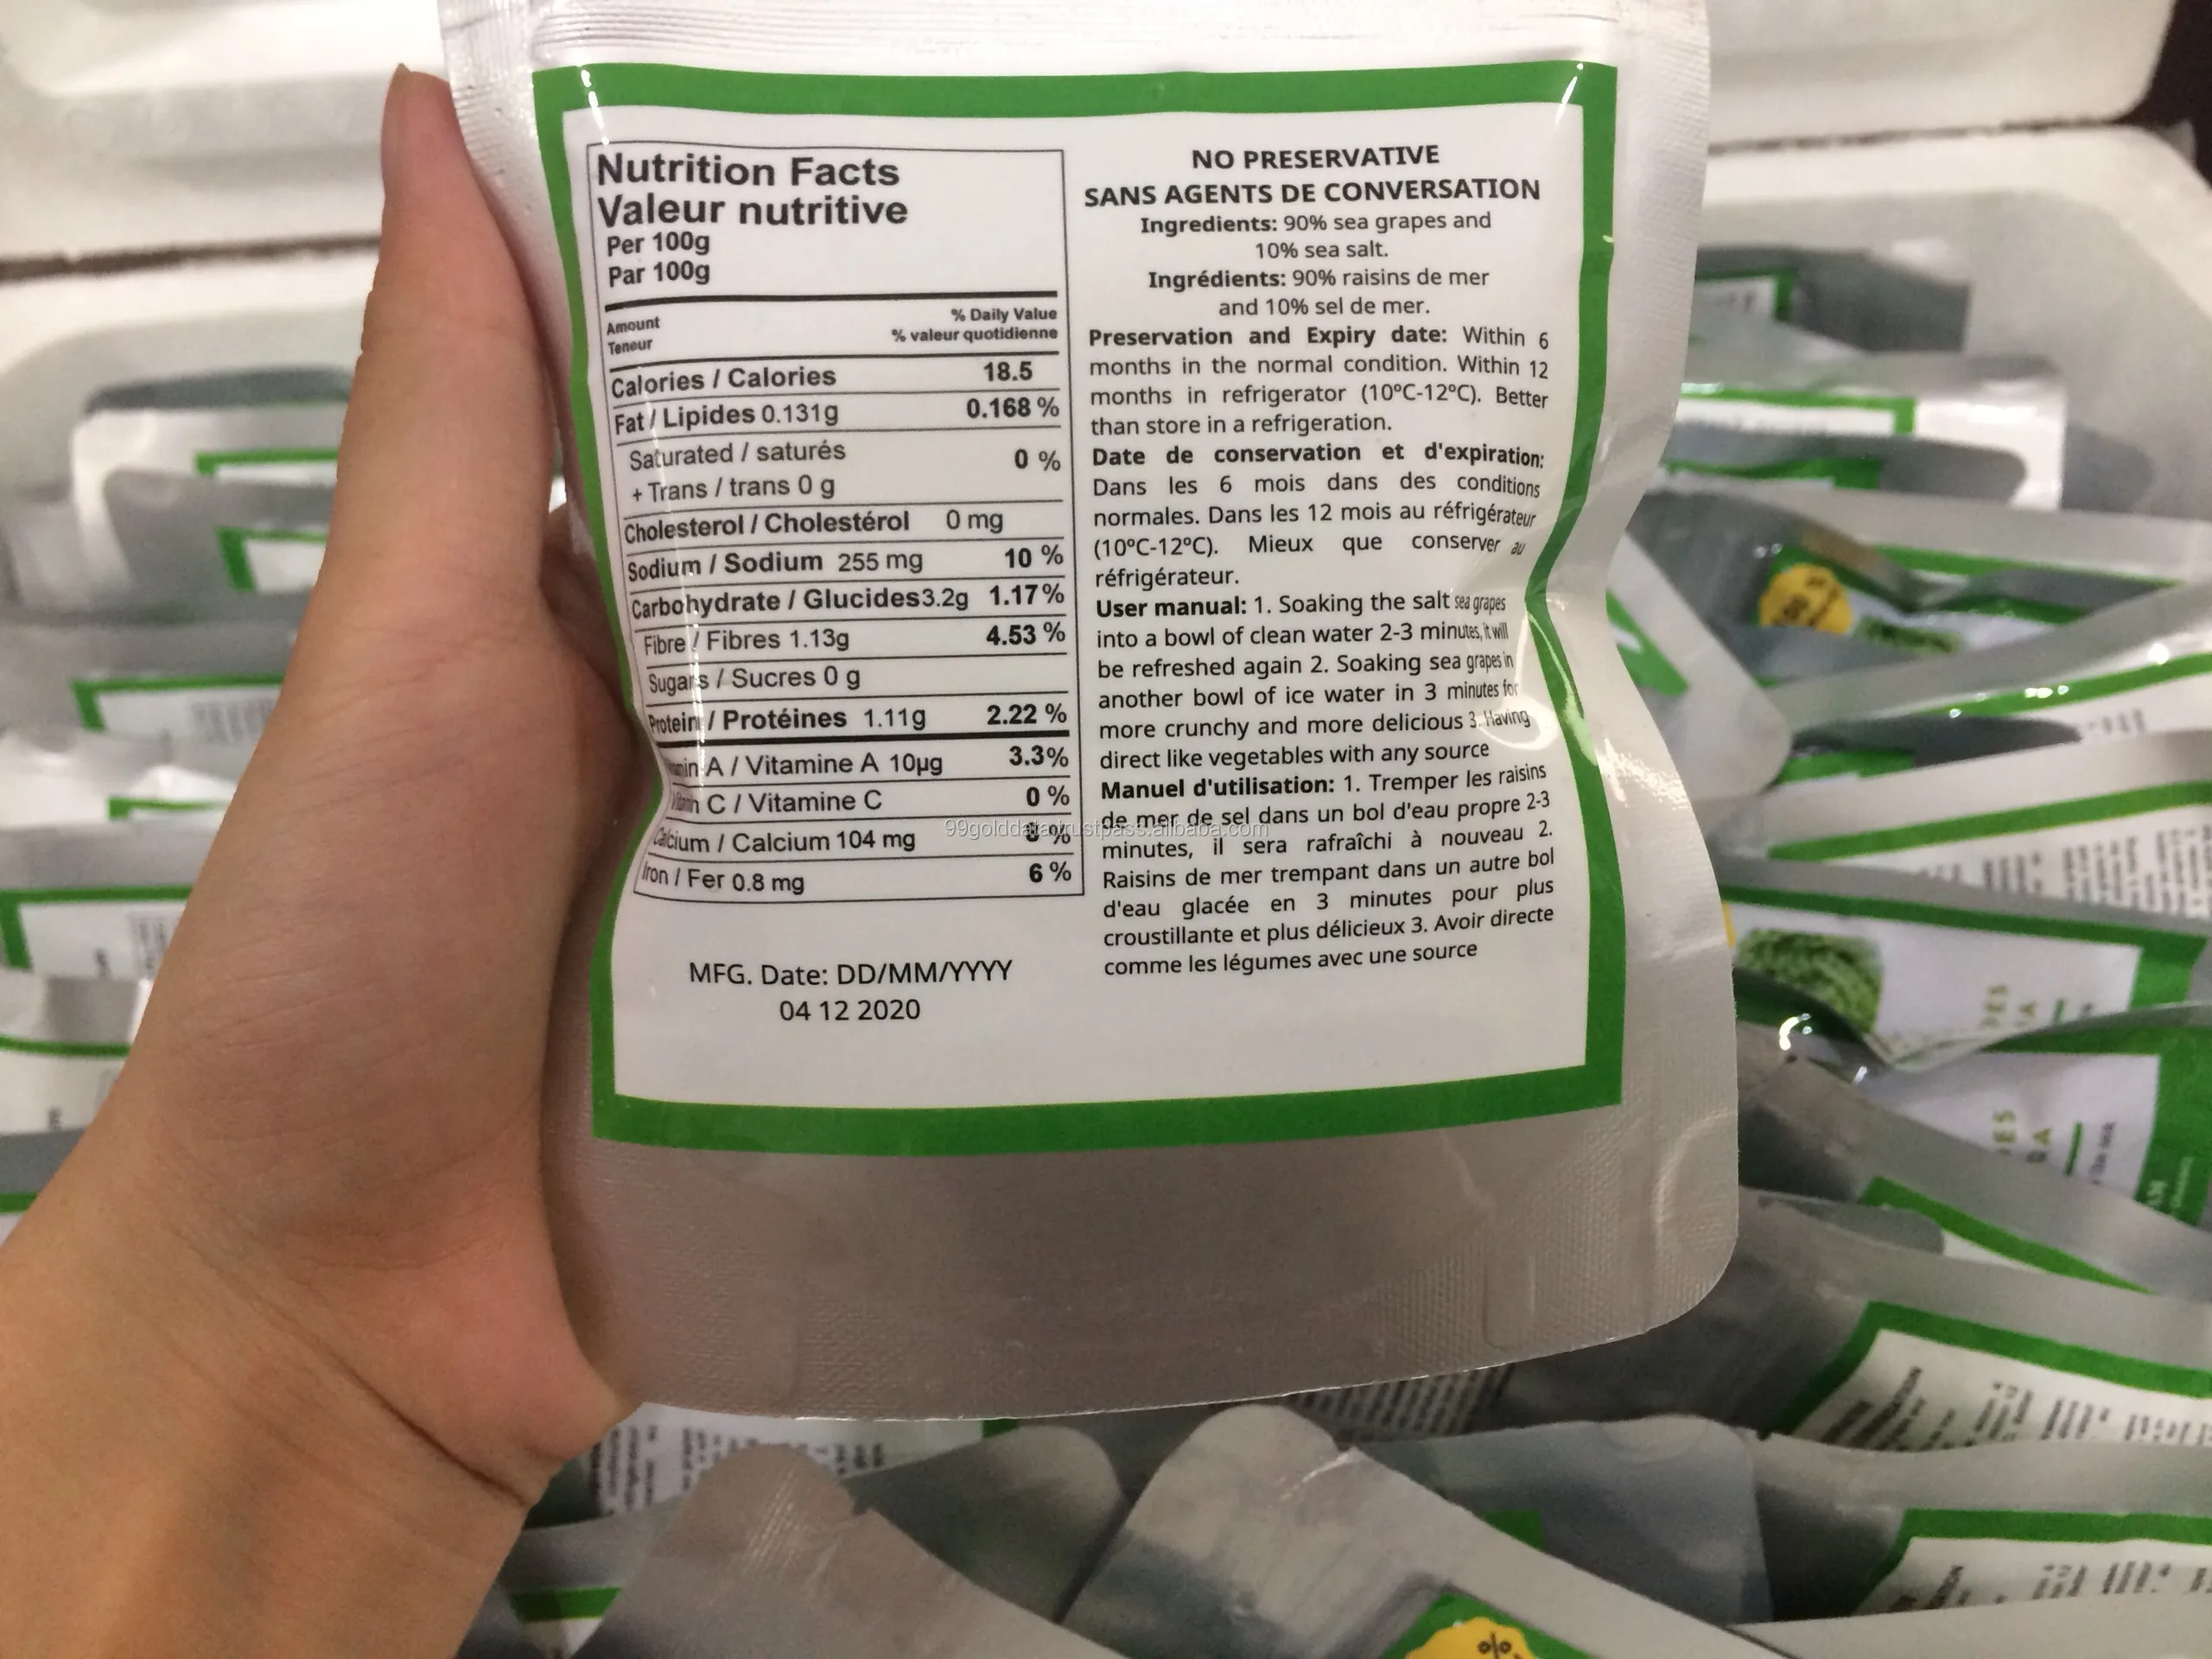 Nutrition Facts
Valeur nutritive
Per 100g
Par 100g
Amount
Teneur
% Daily Value
% valeur quotidienne
Calories / Calories 18.5
Fat / Lipides 0.131g 0.168 %
Saturated / saturés
+ Trans / trans 0 g
0 %
Cholesterol / Cholestérol 0 mg
Sodium / Sodium 255 mg 10 %
Carbohydrate / Glucides3.2g 1.17%
Fibre / Fibres 1.13g 4.53 %
Sugars / Sucres 0 g
Protein / Protéines 1.11g 2.22 %
A / Vitamine A 10µg 3.3%
C / Vitamine C 0 %
Calcium / Calcium 104 mg 8 %
Iron / Fer 0.8 mg 6 %
MFG. Date: DD/MM/YYYY
04 12 2020
NO PRESERVATIVE
SANS AGENTS DE CONVERSATION
Ingredients: 90% sea grapes and
10% sea salt.
Ingrédients: 90% raisins de mer
and 10% sel de mer.
Preservation and Expiry date: Within 6
months in the normal condition. Within 12
months in refrigerator (10ºC-12ºC). Better
than store in a refrigeration.
Date de conservation et d'expiration:
Dans les 6 mois dans des conditions
normales. Dans les 12 mois au réfrigérateur
(10ºC-12ºC). Mieux que conserver au
réfrigérateur.
User manual: 1. Soaking the salt sea grapes
into a bowl of clean water 2-3 minutes, it will
be refreshed again 2. Soaking sea grapes in
another bowl of ice water in 3 minutes for
more crunchy and more delicious 3. Having
direct like vegetables with any source
Manuel d'utilisation: 1. Tremper les raisins
de mer de sel dans un bol d'eau propre 2-3
minutes, il sera rafraîchi à nouveau 2.
Raisins de mer trempant dans un autre bol
d'eau glacée en 3 minutes pour plus
croustillante et plus délicieux 3. Avoir directe
comme les légumes avec une source
99golddata.trustpass.alibaba.com